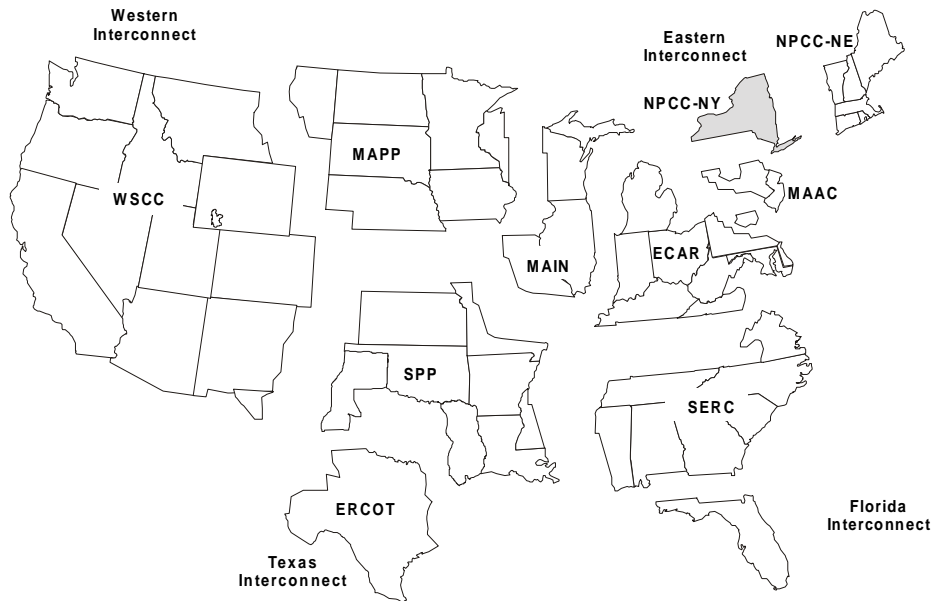 Western
Interconnect
Eastern
Interconnect
NPCC-NE
NPCC-NY
MAPP
WSCC
MAAC
ECAR
MAIN
SPP
SERC
ERCOT
Florida
Interconnect
Texas
Interconnect